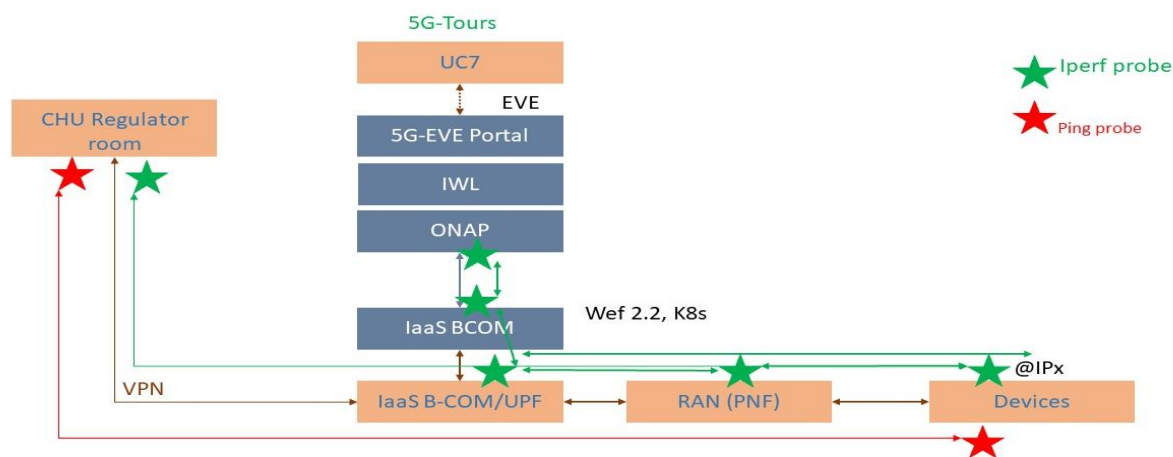 5G-Tours
UC7
EVE
Iperf probe
Ping probe
CHU Regulator
room
5G-EVE Portal
IWL
ONAP
IaaS BCOM
Wef 2.2, K8s
@IPx
VPN
IaaS B-COM/UPF
RAN (PNF)
Devices